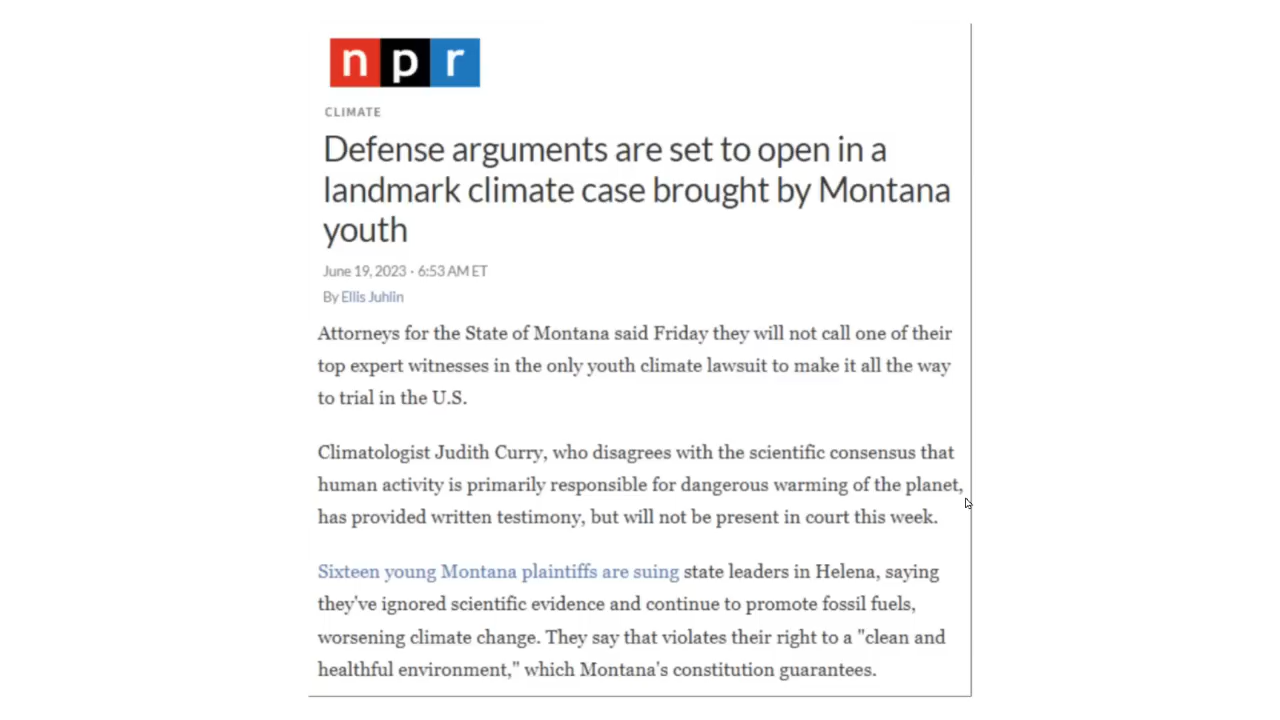 npr
CLIMATE
Defense arguments are set to open in a
landmark climate case brought by Montana
youth
June 19, 2023 · 6:53 AM ET
By Ellis Juhlin
Attorneys for the State of Montana said Friday they will not call one of their
top expert witnesses in the only youth climate lawsuit to make it all the way
to trial in the U.S.
Climatologist Judith Curry, who disagrees with the scientific consensus that
human activity is primarily responsible for dangerous warming of the planet,
has provided written testimony, but will not be present in court this week.
Sixteen young Montana plaintiffs are suing state leaders in Helena, saying
they've ignored scientific evidence and continue to promote fossil fuels,
worsening climate change. They say that violates their right to a "clean and
healthful environment," which Montana's constitution guarantees.